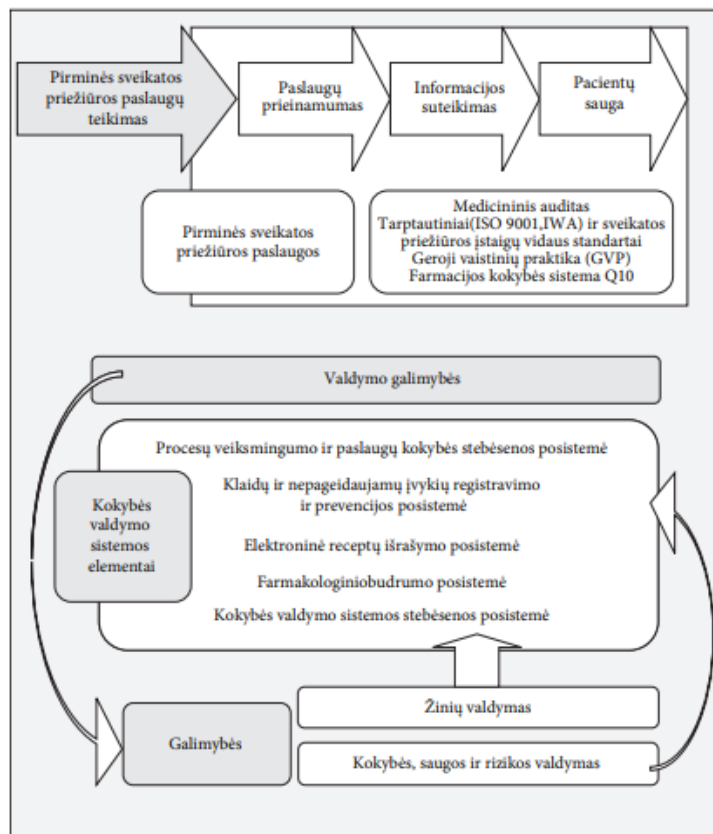 Pirminės sveikatos
priežiūros paslaugų
teikimas
Paslaugų
prieinamumas
Informacijos
suteikimas
Pacientų
sauga
Pirminės sveikatos
priežiūros paslaugos
Medicininis auditas
Tarptautiniai(ISO 9001,IWA) ir sveikatos
priežiūros įstaigų vidaus standartai
Geroji vaistinių praktika (GVP)
Farmacijos kokybės sistema Q10
Valdymo galimybės
Procesų veiksmingumo ir paslaugų kokybės stebėsenos posistemė
Klaidų ir nepageidaujamų įvykių registravimo
ir prevencijos posistemė
Elektroninė receptų išrašymo posistemė
Farmakologiniobudrumo posistemė
Kokybės valdymo sistemos stebėsenos posistemė
Kokybės
valdymo
sistemos
elementai
Žinių valdymas
Galimybės
Kokybės, saugos ir rizikos valdymas